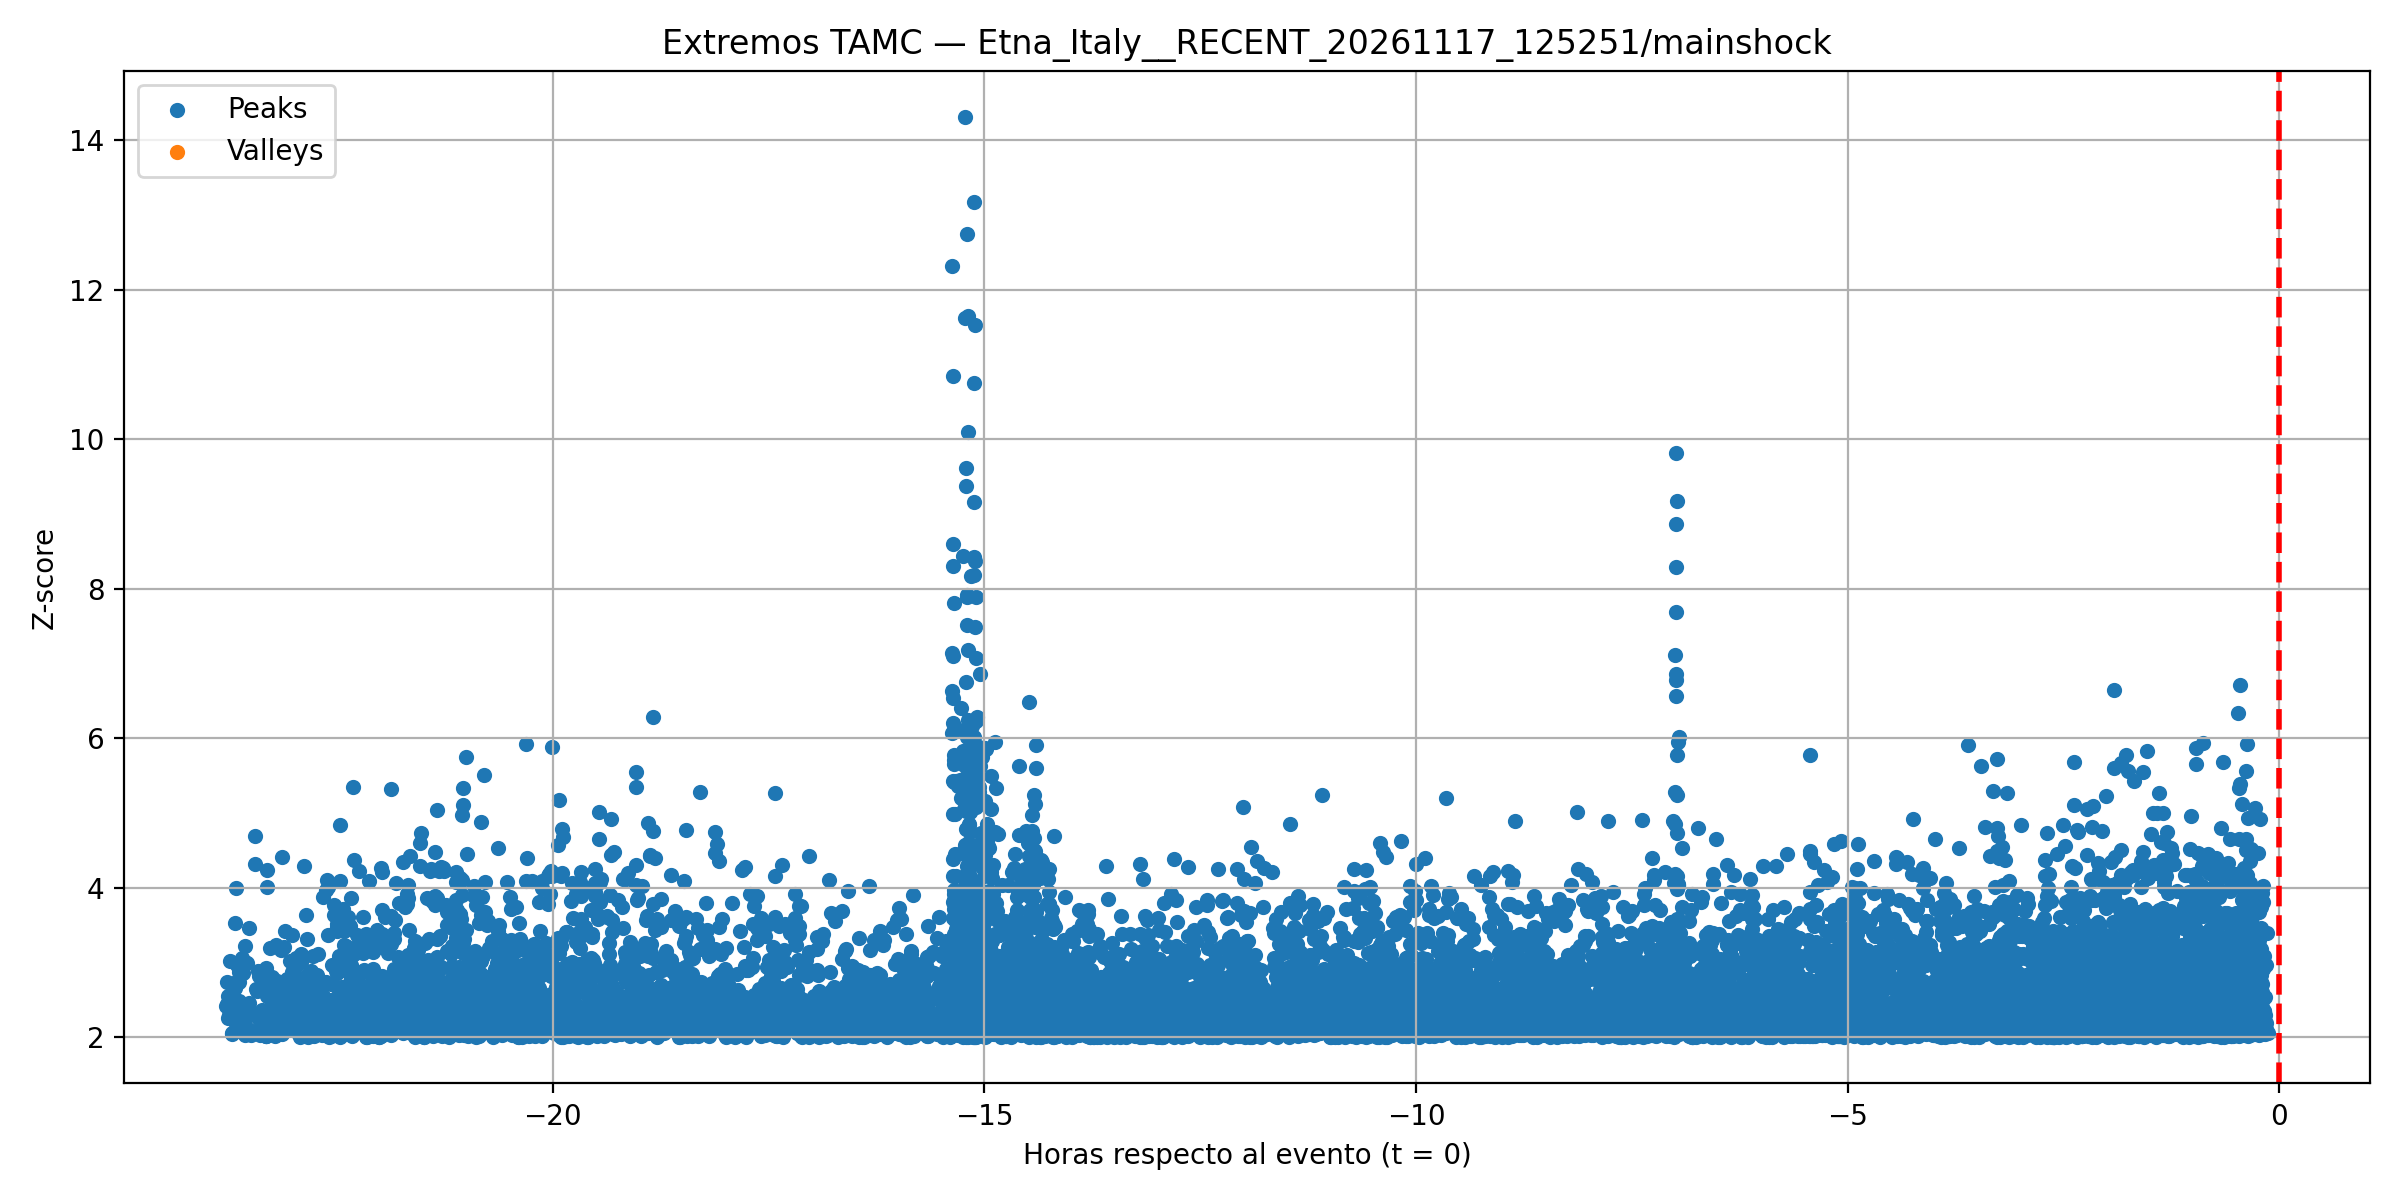 Extremos TAMC — Etna_Italy__RECENT_20261117_125251/mainshock
Peaks
Valleys
14
12
10
8
6
4
2
Z-score
−20
−15
−10
−5
0
Horas respecto al evento (t = 0)